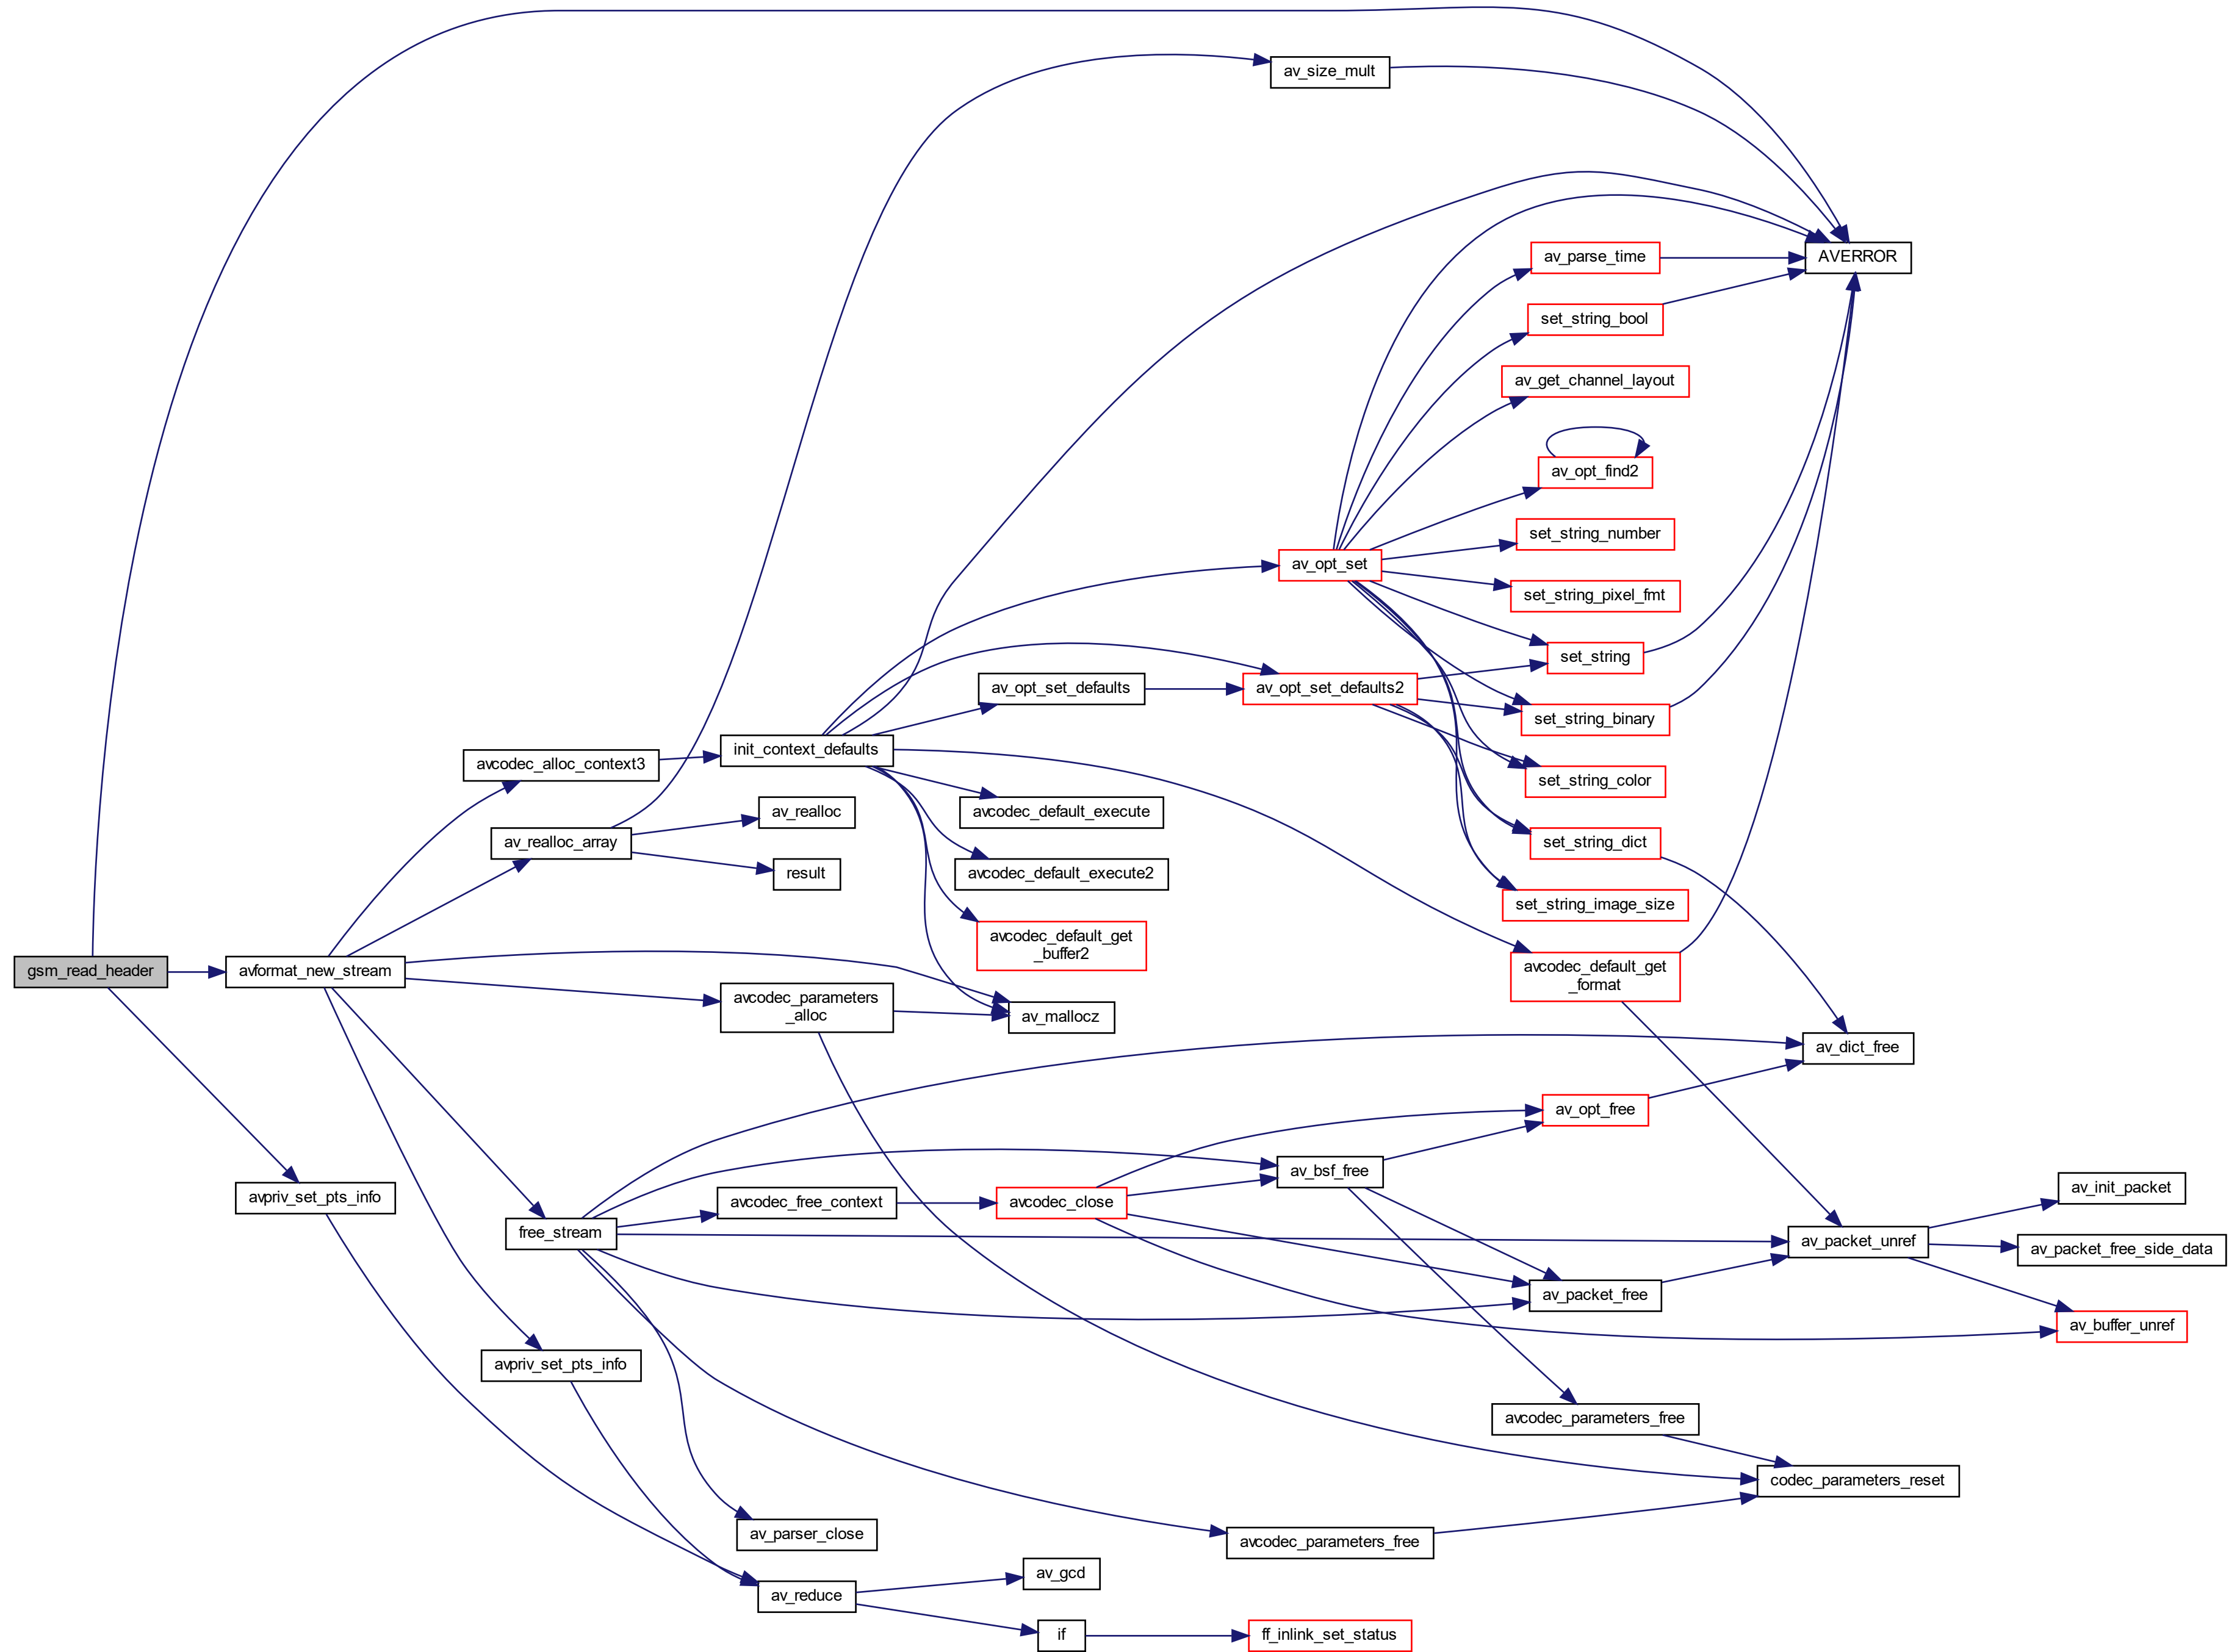 av_size_mult
av_parse_time
AVERROR
set_string_bool
av_get_channel_layout
av_opt_find2
set_string_number
av_opt_set
set_string_pixel_fmt
set_string
av_opt_set_defaults
av_opt_set_defaults2
set_string_binary
init_context_defaults
avcodec_alloc_context3
set_string_color
av_realloc
avcodec_default_execute
av_realloc_array
set_string_dict
result
avcodec_default_execute2
set_string_image_size
avcodec_default_get
_buffer2
gsm_read_header
avformat_new_stream
avcodec_default_get
_format
avcodec_parameters
_alloc
av_mallocz
av_dict_free
av_opt_free
av_bsf_free
av_init_packet
avpriv_set_pts_info
avcodec_free_context
avcodec_close
free_stream
av_packet_unref
av_packet_free_side_data
av_packet_free
av_buffer_unref
avpriv_set_pts_info
avcodec_parameters_free
codec_parameters_reset
av_parser_close
avcodec_parameters_free
av_gcd
av_reduce
if
ff_inlink_set_status